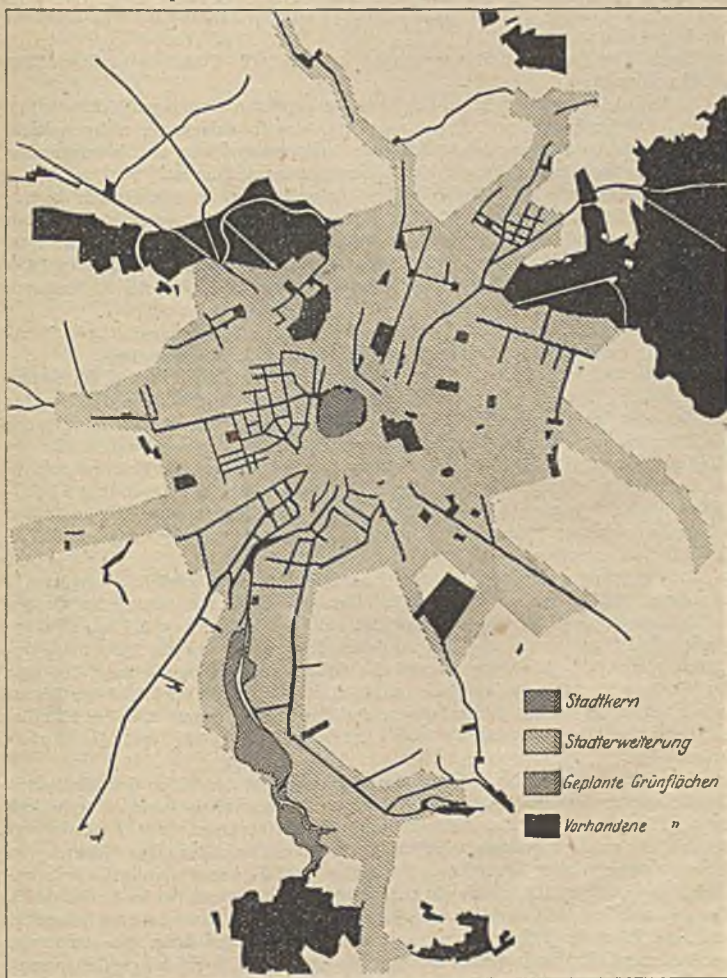 Stadtkern
Stadterweiterung
Geplante Grünflächen
Vorhandene "